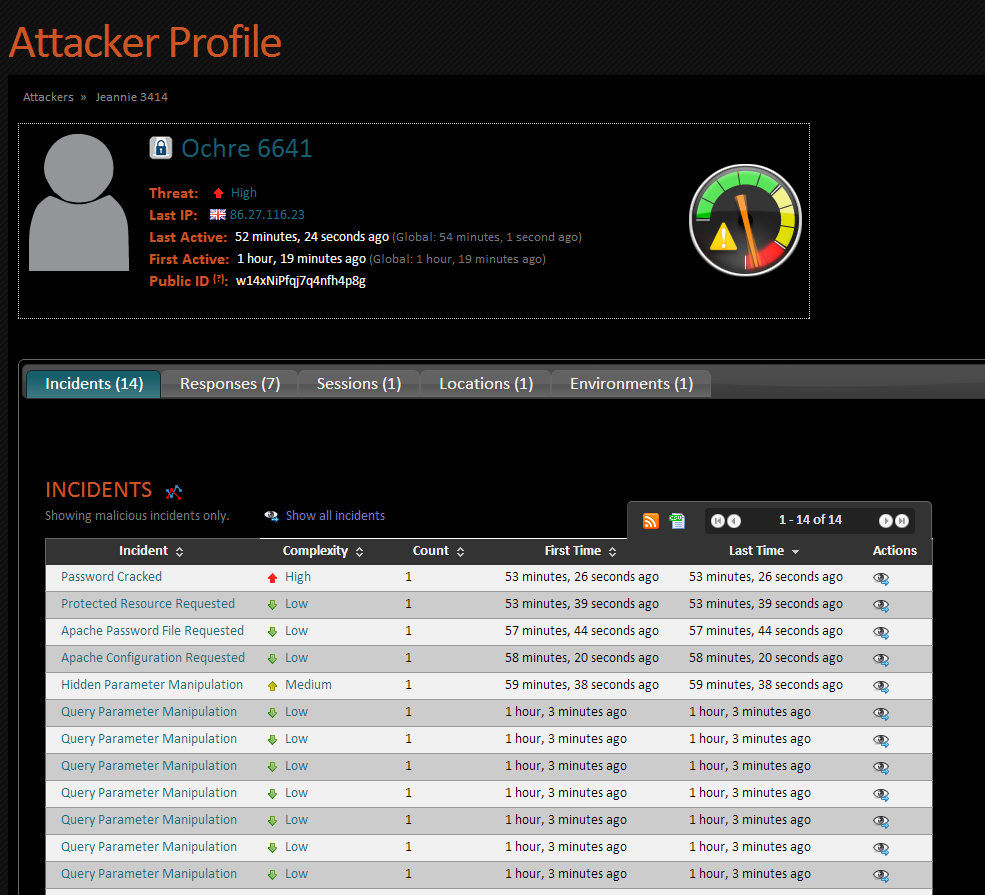 Attacker Profile
Attackers » Jeannie 3414
Ochre 6641
Threat: High
Last IP: 86.27.116.23
Last Active: 52 minutes, 24 seconds ago (Global: 54 minutes, 1 second ago)
First Active: 1 hour, 19 minutes ago (Global: 1 hour, 19 minutes ago)
Public ID (?): w14xNiPfqj7q4nfh4p8g
Incidents (14) Responses (7) Sessions (1) Locations (1) Environments (1)
INCIDENTS
Showing malicious incidents only. Show all incidents
1 - 14 of 14
Incident Complexity Count First Time Last Time Actions
Password Cracked High 1 53 minutes, 26 seconds ago 53 minutes, 26 seconds ago
Protected Resource Requested Low 1 53 minutes, 39 seconds ago 53 minutes, 39 seconds ago
Apache Password File Requested Low 1 57 minutes, 44 seconds ago 57 minutes, 44 seconds ago
Apache Configuration Requested Low 1 58 minutes, 20 seconds ago 58 minutes, 20 seconds ago
Hidden Parameter Manipulation Medium 1 59 minutes, 38 seconds ago 59 minutes, 38 seconds ago
Query Parameter Manipulation Low 1 1 hour, 3 minutes ago 1 hour, 3 minutes ago
Query Parameter Manipulation Low 1 1 hour, 3 minutes ago 1 hour, 3 minutes ago
Query Parameter Manipulation Low 1 1 hour, 3 minutes ago 1 hour, 3 minutes ago
Query Parameter Manipulation Low 1 1 hour, 3 minutes ago 1 hour, 3 minutes ago
Query Parameter Manipulation Low 1 1 hour, 3 minutes ago 1 hour, 3 minutes ago
Query Parameter Manipulation Low 1 1 hour, 3 minutes ago 1 hour, 3 minutes ago
Query Parameter Manipulation Low 1 1 hour, 3 minutes ago 1 hour, 3 minutes ago